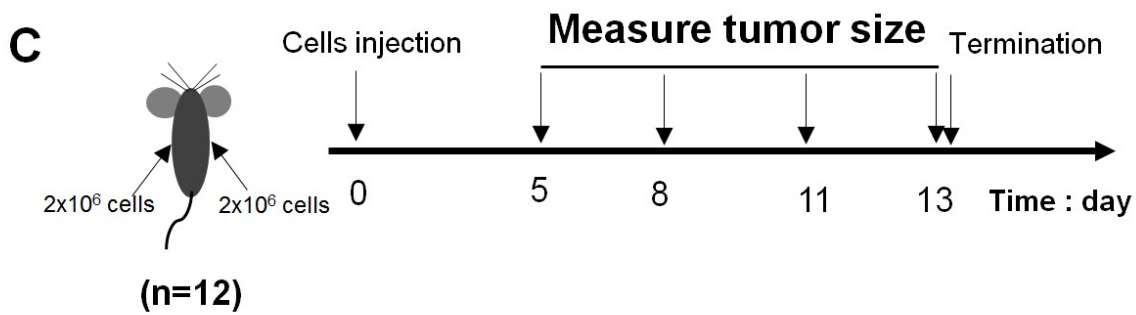 C
Cells injection
Measure tumor size
Termination
2x10⁶ cells
2x10⁶ cells
0
5
8
11
13
Time : day
(n=12)